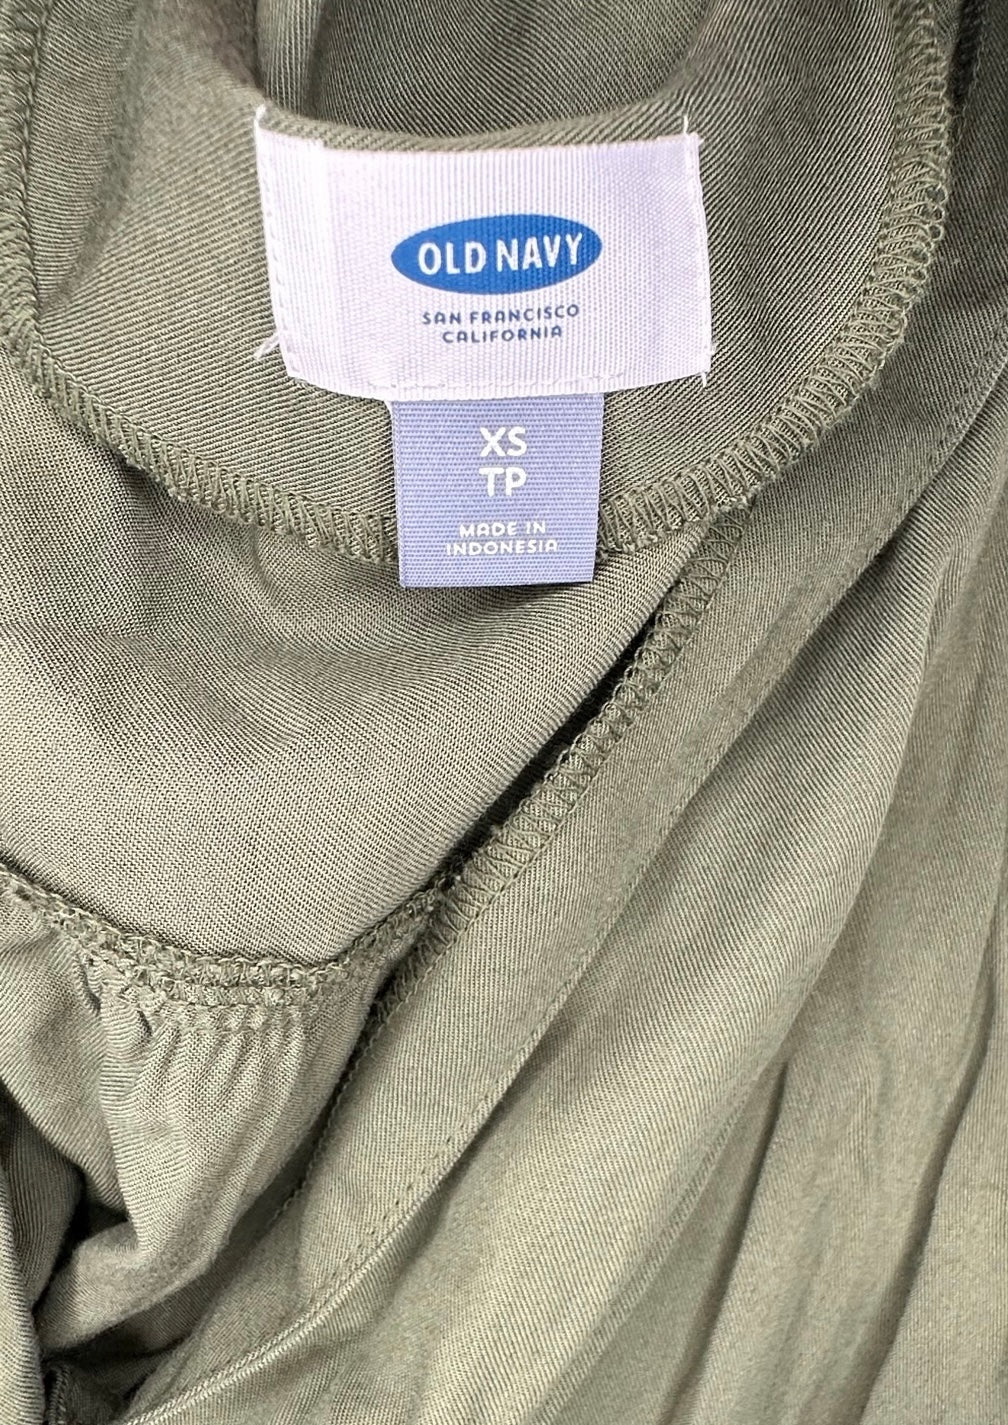 OLD NAVY
SAN FRANCISCO
CALIFORNIA
XS
TP
MADE IN
INDONESIA